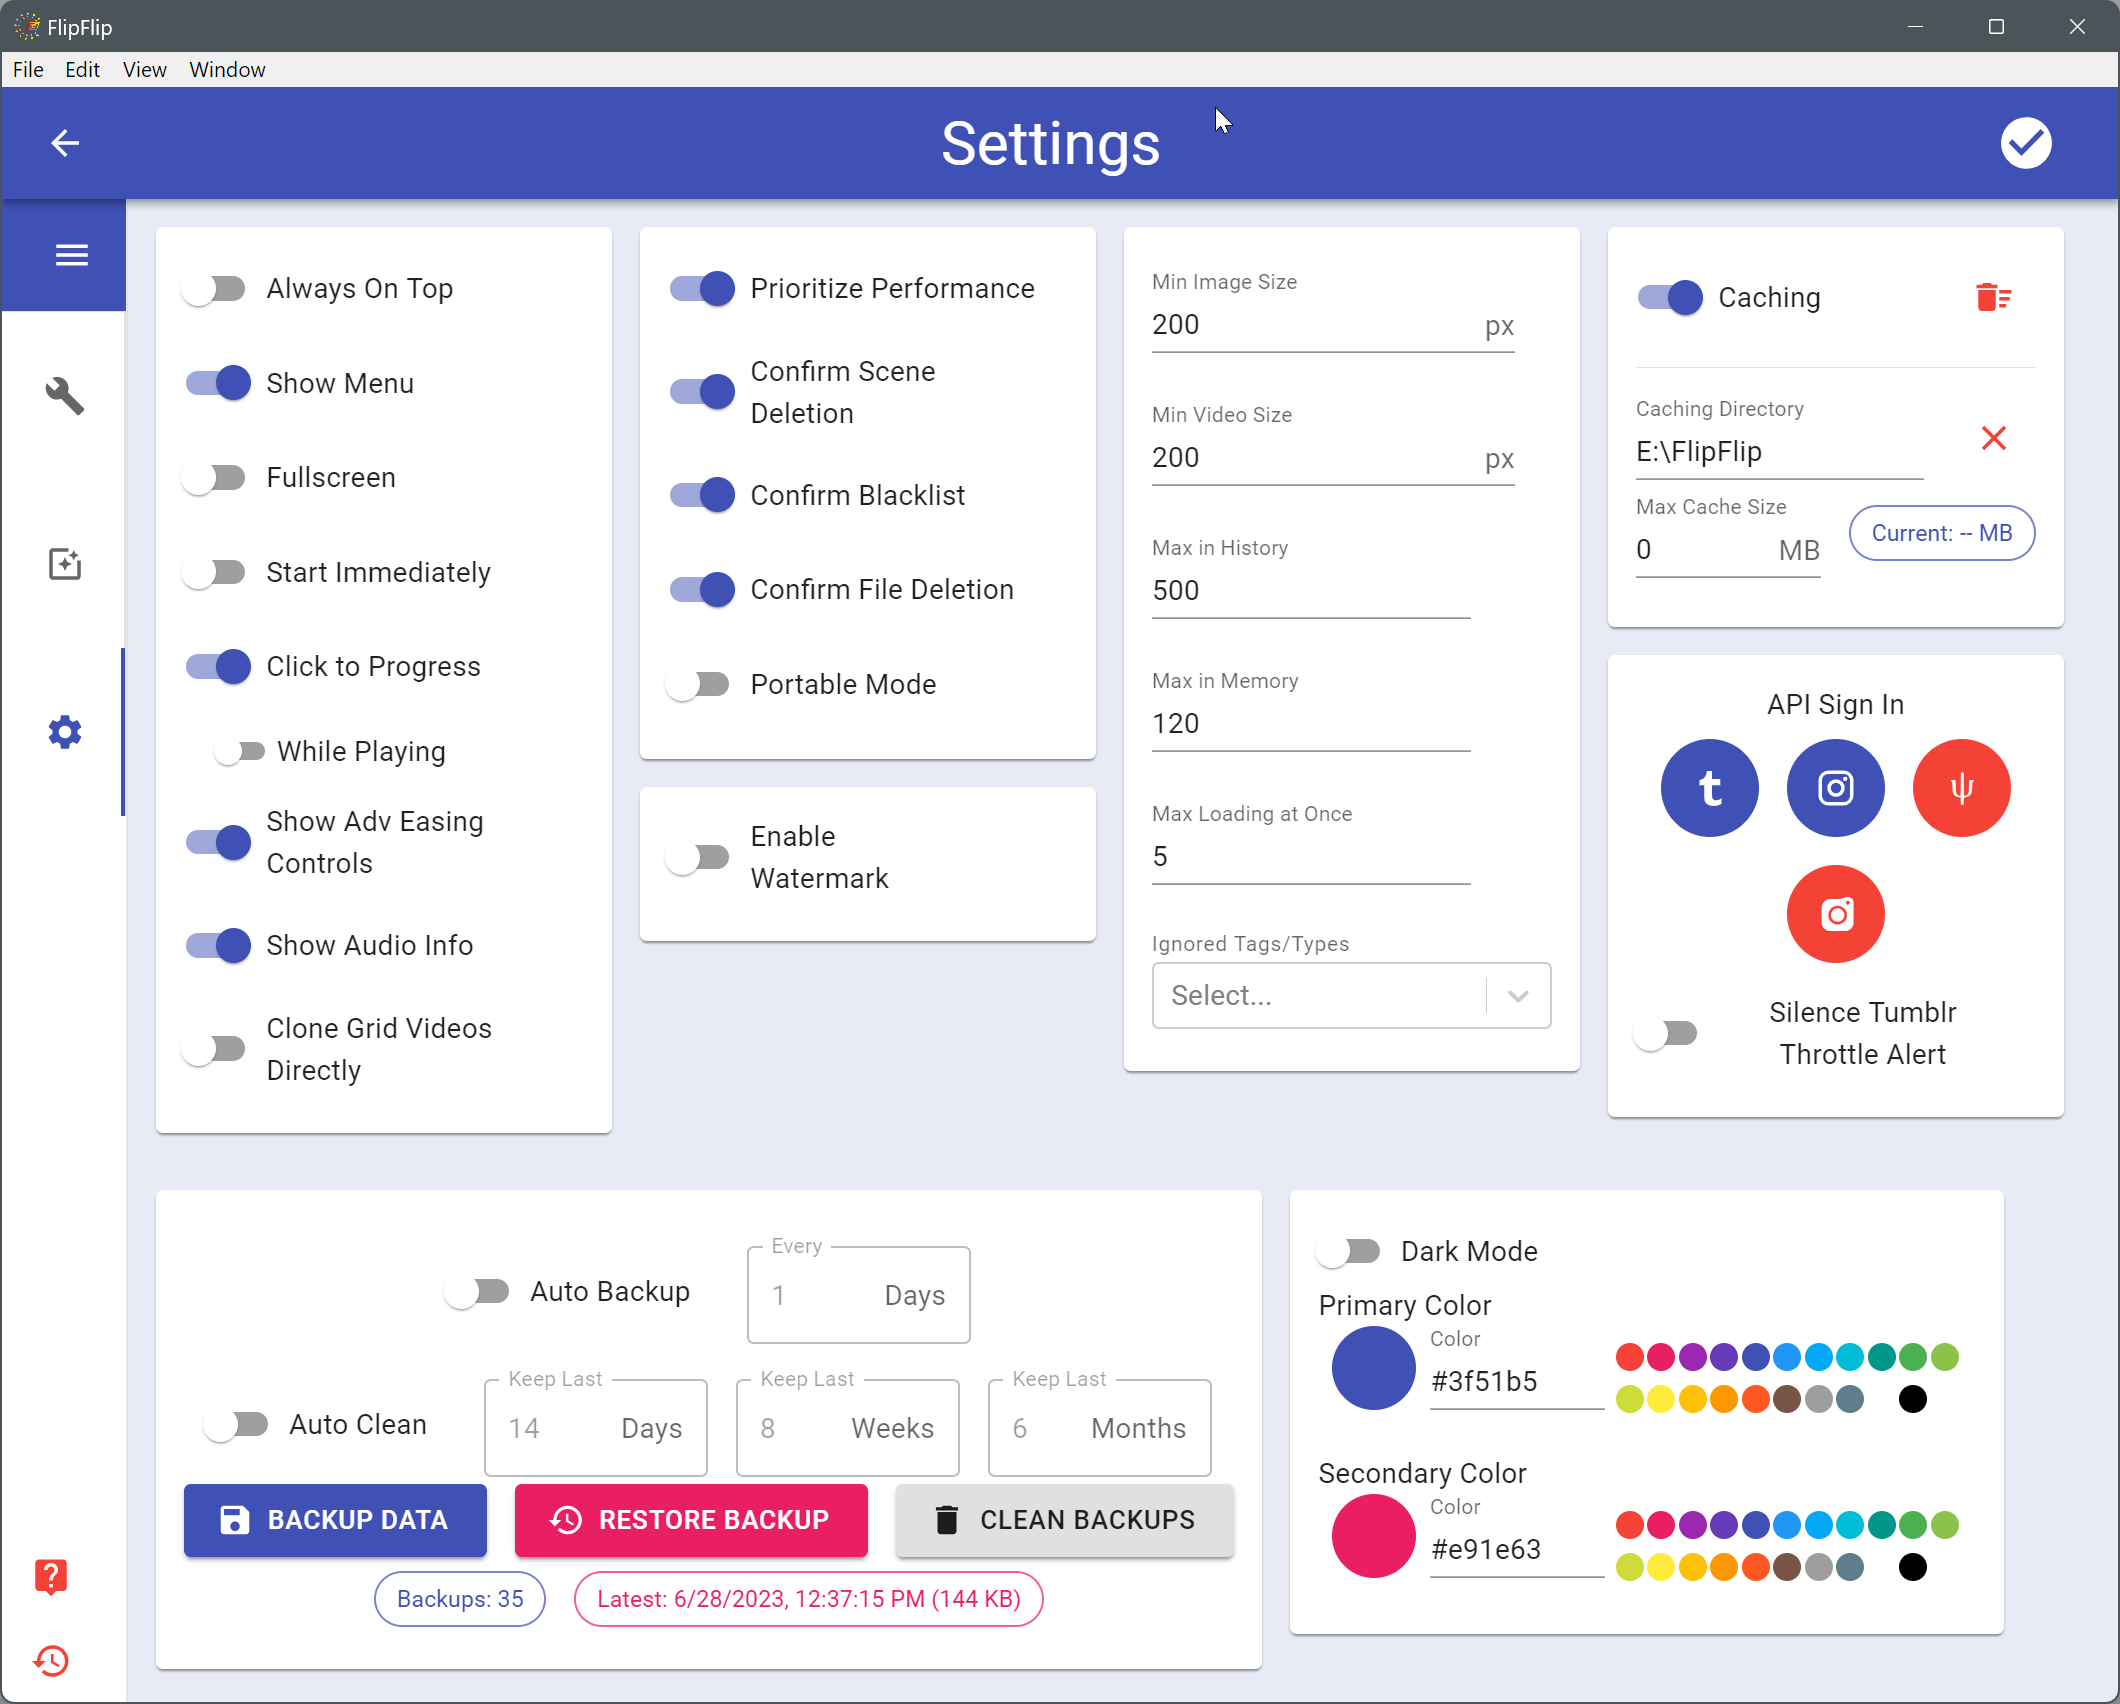 FlipFlip
File Edit View Window
Settings
Always On Top
Show Menu
Fullscreen
Start Immediately
Click to Progress
While Playing
Show Adv Easing
Controls
Show Audio Info
Clone Grid Videos
Directly
Prioritize Performance
Confirm Scene
Deletion
Confirm Blacklist
Confirm File Deletion
Portable Mode
Enable
Watermark
Min Image Size
200 px
Min Video Size
200 px
Max in History
500
Max in Memory
120
Max Loading at Once
5
Ignored Tags/Types
Select...
Caching
Caching Directory
E:\FlipFlip
Max Cache Size
0 MB
Current: -- MB
API Sign In
t
ψ
Silence Tumblr
Throttle Alert
Auto Backup
Every
1 Days
Auto Clean
Keep Last
14 Days
Keep Last
8 Weeks
Keep Last
6 Months
BACKUP DATA
RESTORE BACKUP
CLEAN BACKUPS
Backups: 35
Latest: 6/28/2023, 12:37:15 PM (144 KB)
Dark Mode
Primary Color
Color
#3f51b5
Secondary Color
Color
#e91e63
?